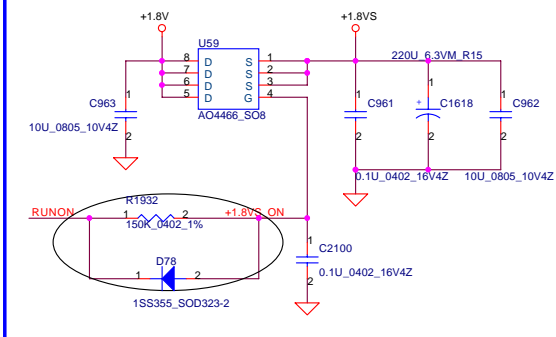 +1.8V
+1.8VS
U59
8 D S 1
7 D S 2
6 D S 3
5 D G 4
AO4466_SO8
220U_6.3VM_R15
1
C963
2
10U_0805_10V4Z
1
C961
2
0.1U_0402_16V4Z
1
+ C1618
2
1
C962
2
10U_0805_10V4Z
R1932
RUNON 1 2 +1.8VS_ON
150K_0402_1%
D78
1 2
1SS355_SOD323-2
1
C2100
2
0.1U_0402_16V4Z